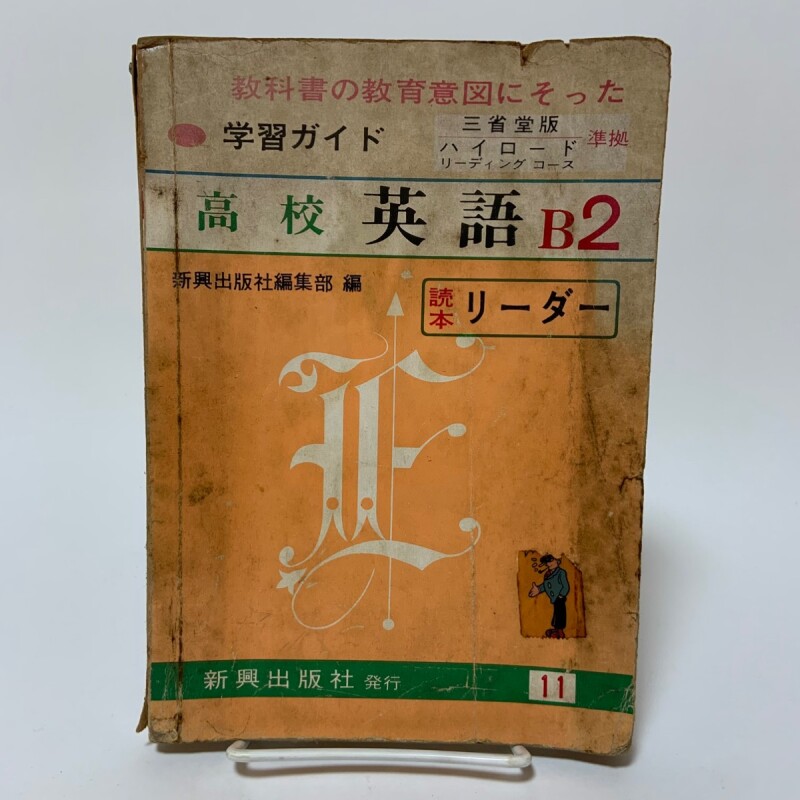 教科書の教育意図にそった
学習ガイド
三省堂版
ハイロード
リーディング コース
準拠
高校 英語 B2
新興出版社編集部 編
読本 リーダー
E
新興出版社 発行
11